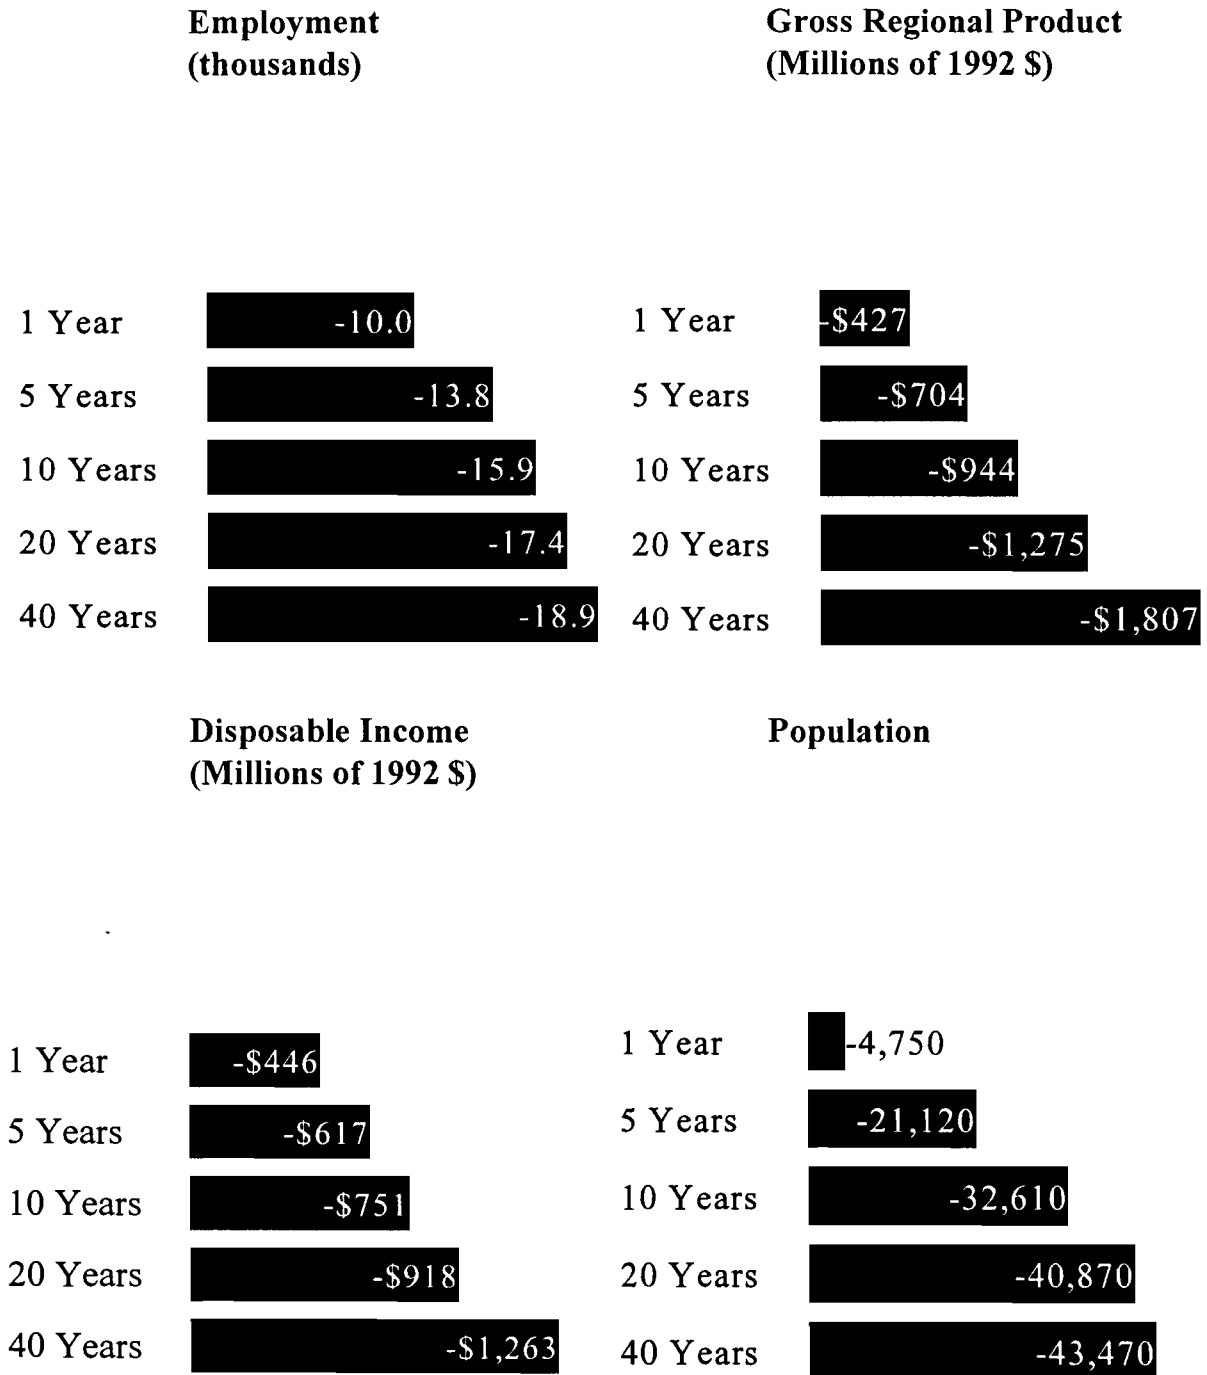 Employment
(thousands)
1 Year -10.0
5 Years -13.8
10 Years -15.9
20 Years -17.4
40 Years -18.9
Gross Regional Product
(Millions of 1992 $)
1 Year -$427
5 Years -$704
10 Years -$944
20 Years -$1,275
40 Years -$1,807
Disposable Income
(Millions of 1992 $)
1 Year -$446
5 Years -$617
10 Years -$751
20 Years -$918
40 Years -$1,263
Population
1 Year -4,750
5 Years -21,120
10 Years -32,610
20 Years -40,870
40 Years -43,470